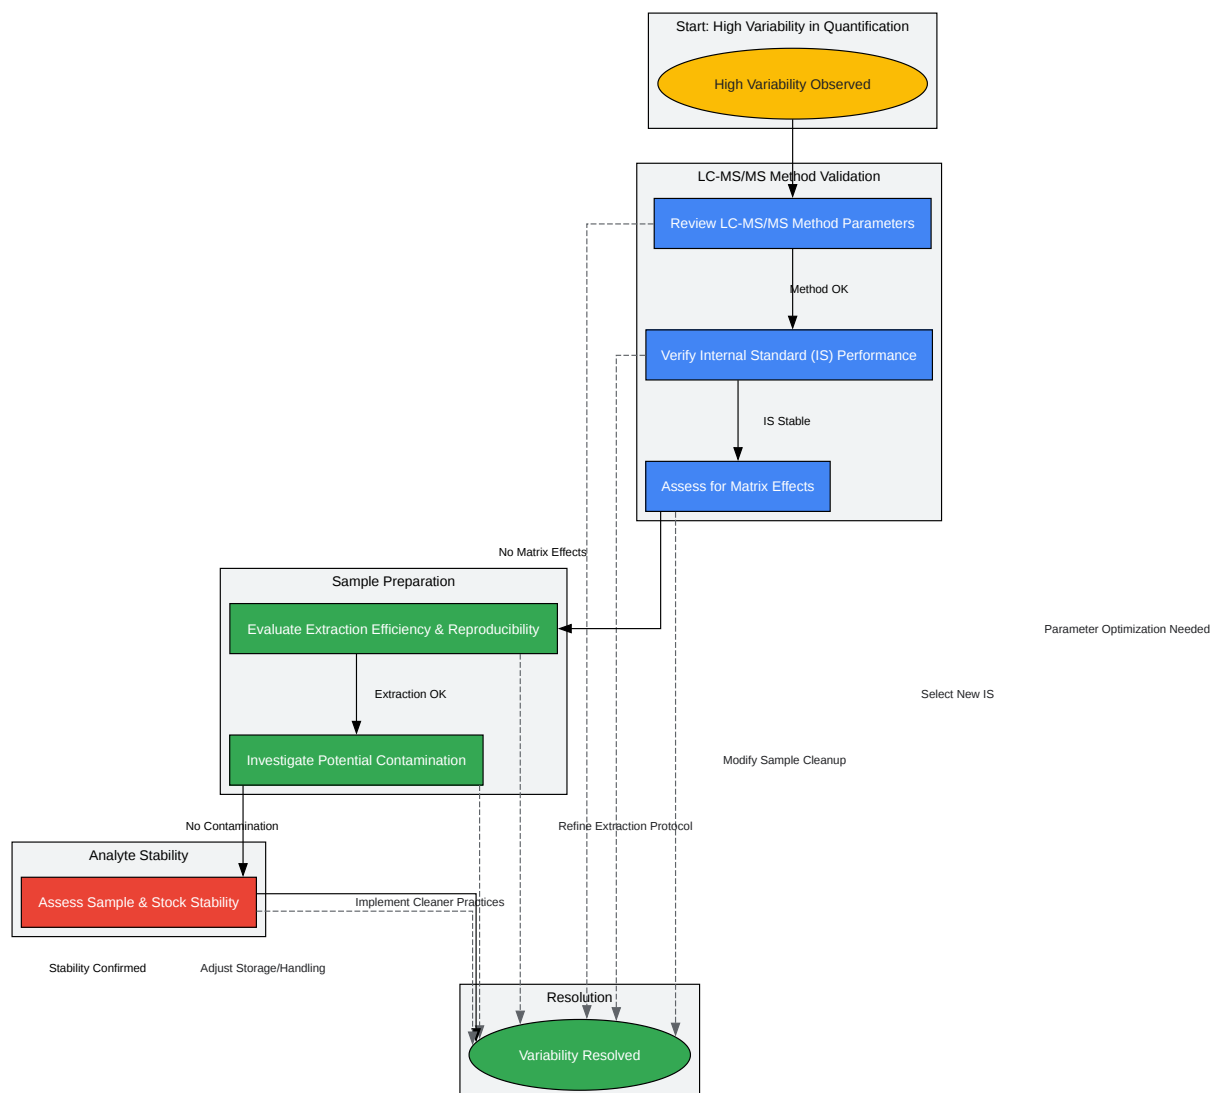 Start: High Variability in Quantification
High Variability Observed
LC-MS/MS Method Validation
Review LC-MS/MS Method Parameters
Method OK
Verify Internal Standard (IS) Performance
IS Stable
Assess for Matrix Effects
No Matrix Effects
Sample Preparation
Evaluate Extraction Efficiency & Reproducibility
Parameter Optimization Needed
Extraction OK
Select New IS
Investigate Potential Contamination
Modify Sample Cleanup
No Contamination
Refine Extraction Protocol
Analyte Stability
Assess Sample & Stock Stability
Implement Cleaner Practices
Stability Confirmed
Adjust Storage/Handling
Resolution
Variability Resolved